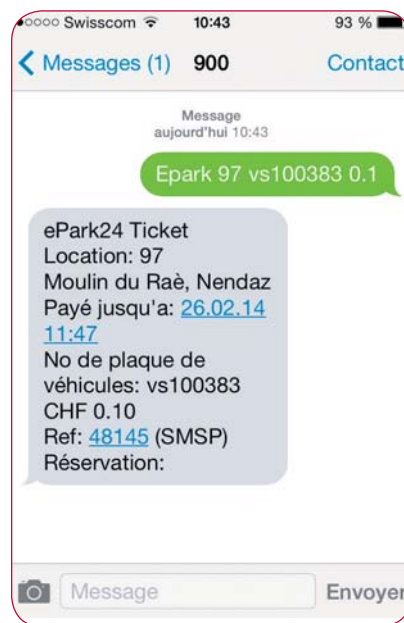 Swisscom 10:43 93 %
Messages (1) 900 Contact
Message
aujourd'hui 10:43
Epark 97 vs100383 0.1
ePark24 Ticket
Location: 97
Moulin du Raè, Nendaz
Payé jusqu'a: 26.02.14
11:47
No de plaque de
véhicules: vs100383
CHF 0.10
Ref: 48145 (SMSP)
Réservation:
Message Envoyer